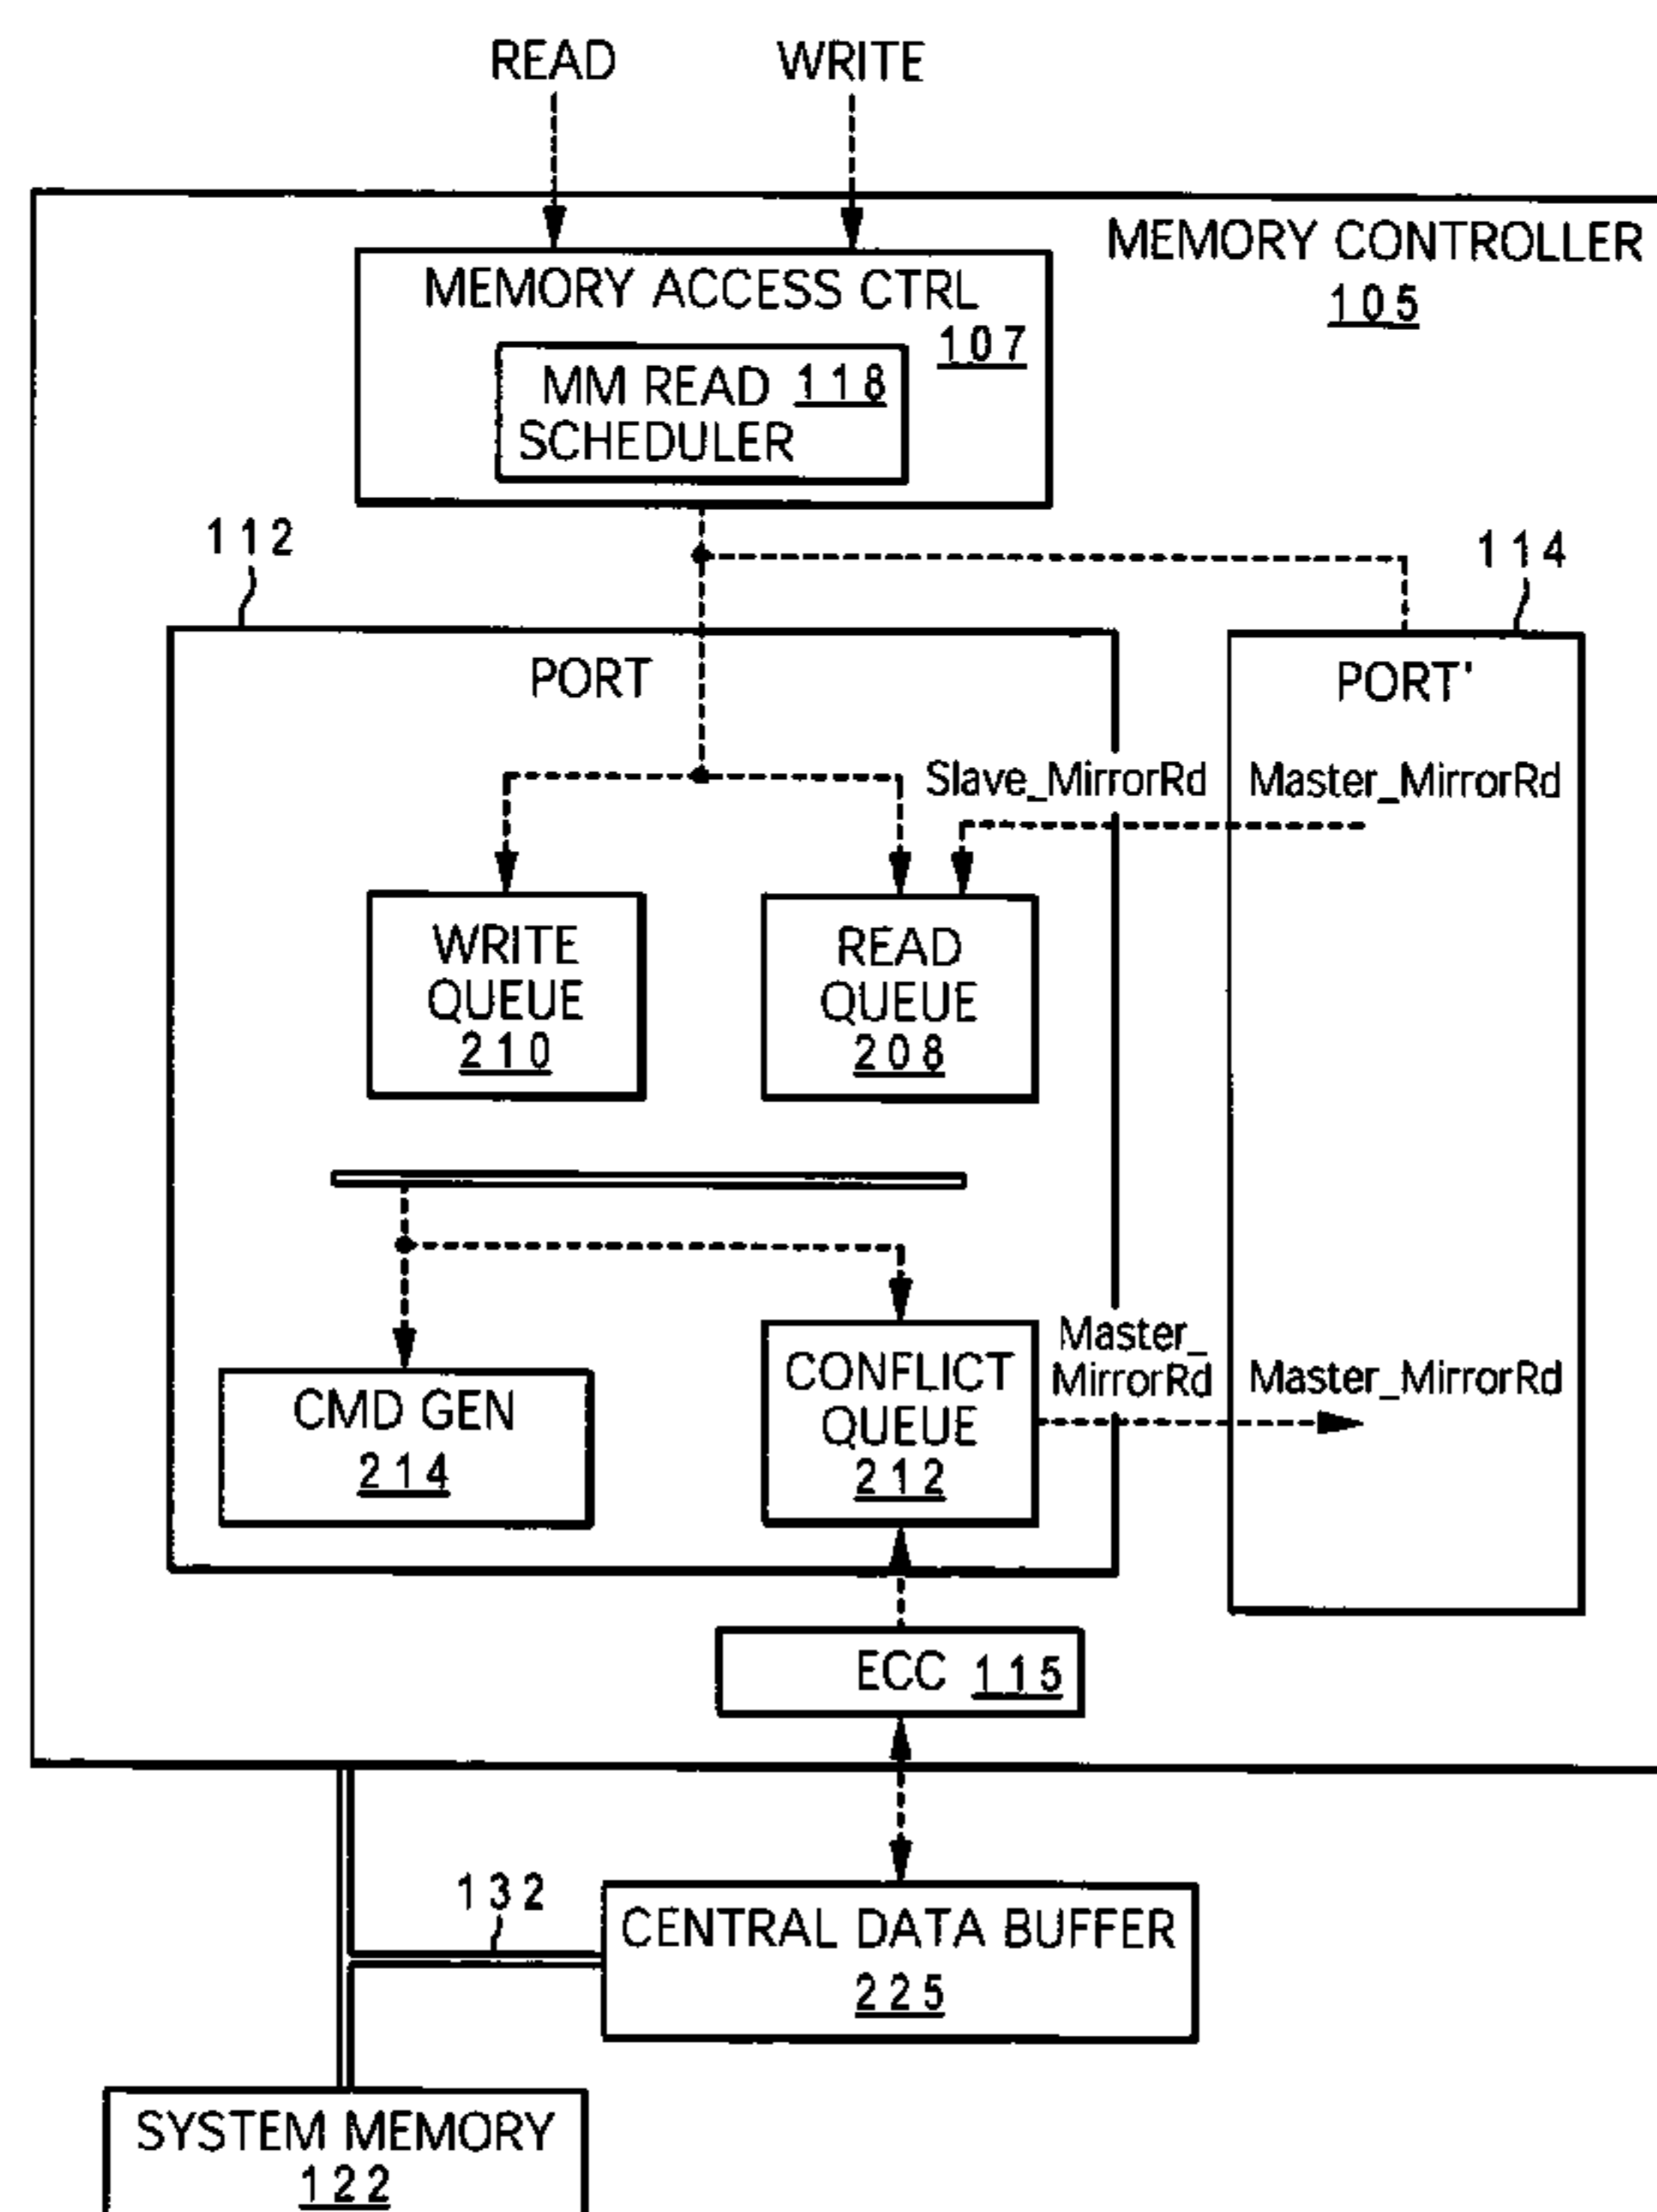 READ WRITE
MEMORY CONTROLLER
105
MEMORY ACCESS CTRL
107
MM READ 118
SCHEDULER
112
114
PORT
PORT'
Slave_MirrorRd
Master_MirrorRd
WRITE
QUEUE
210
READ
QUEUE
208
Master_
MirrorRd
Master_MirrorRd
CMD GEN
214
CONFLICT
QUEUE
212
ECC 115
132
CENTRAL DATA BUFFER
225
SYSTEM MEMORY
122